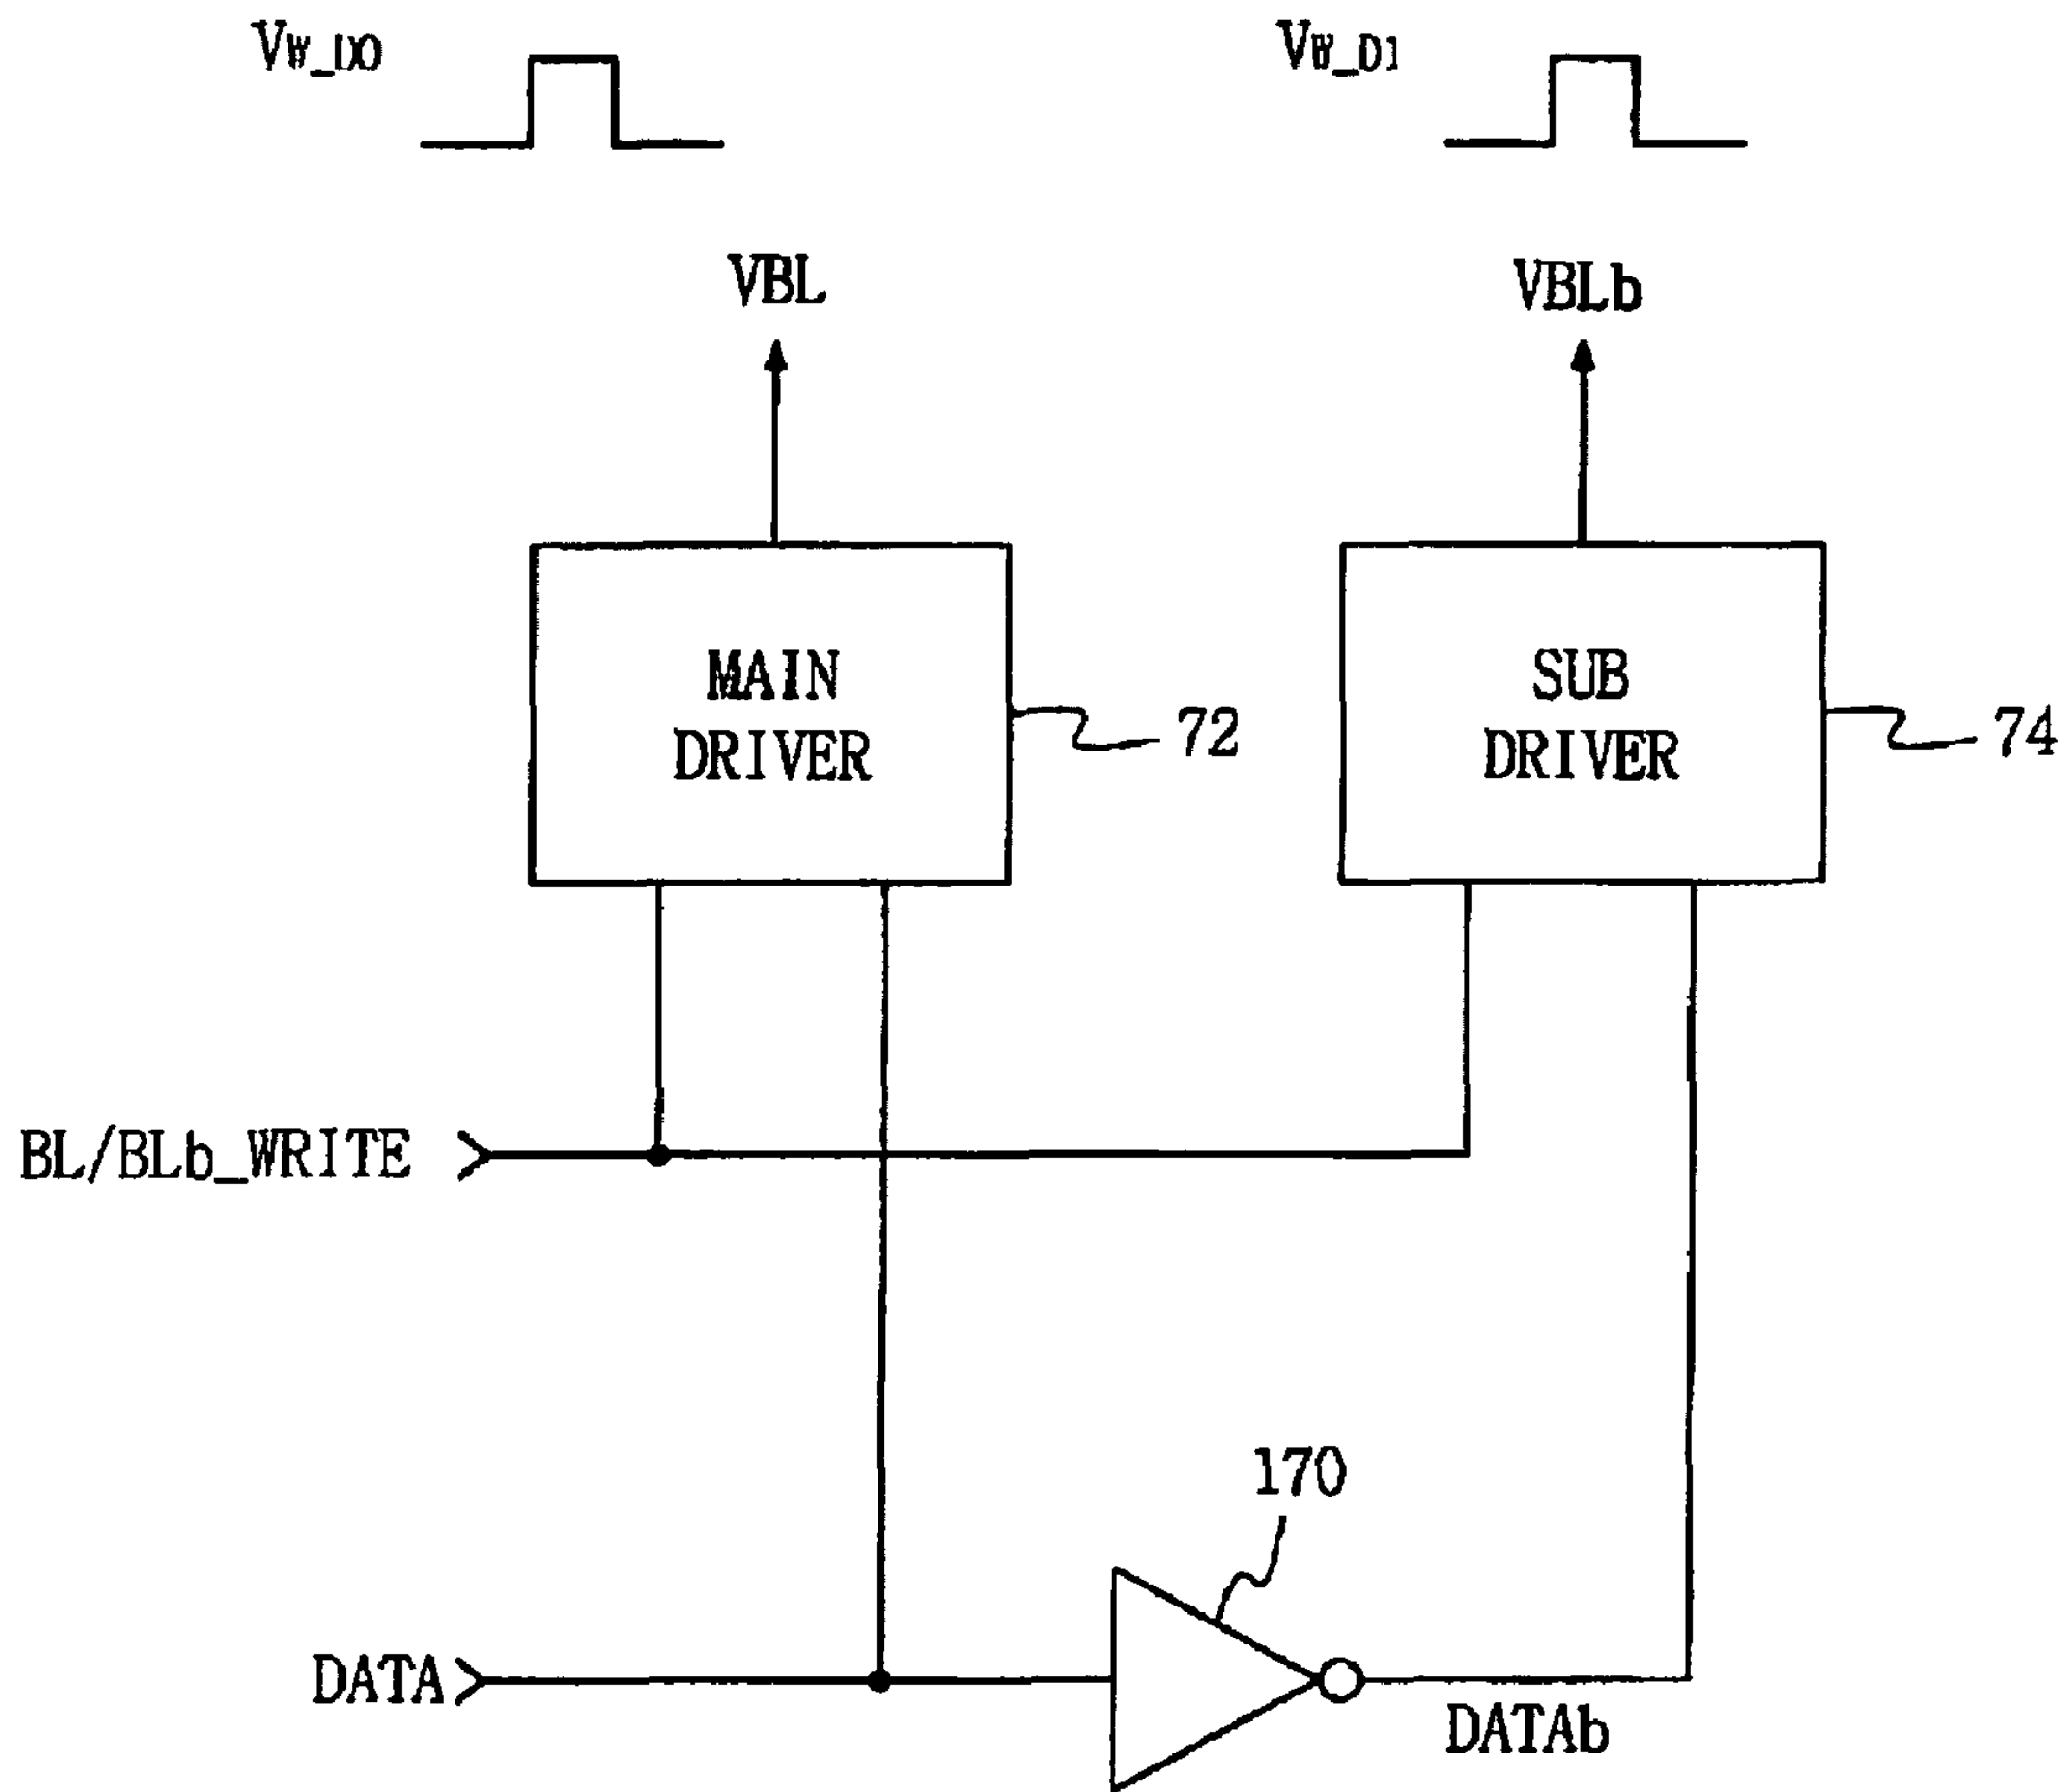 VW_D0
VW_D1
VBL
VBLb
MAIN
DRIVER
72
SUB
DRIVER
74
BL/BLb_WRITE
170
DATA
DATAb